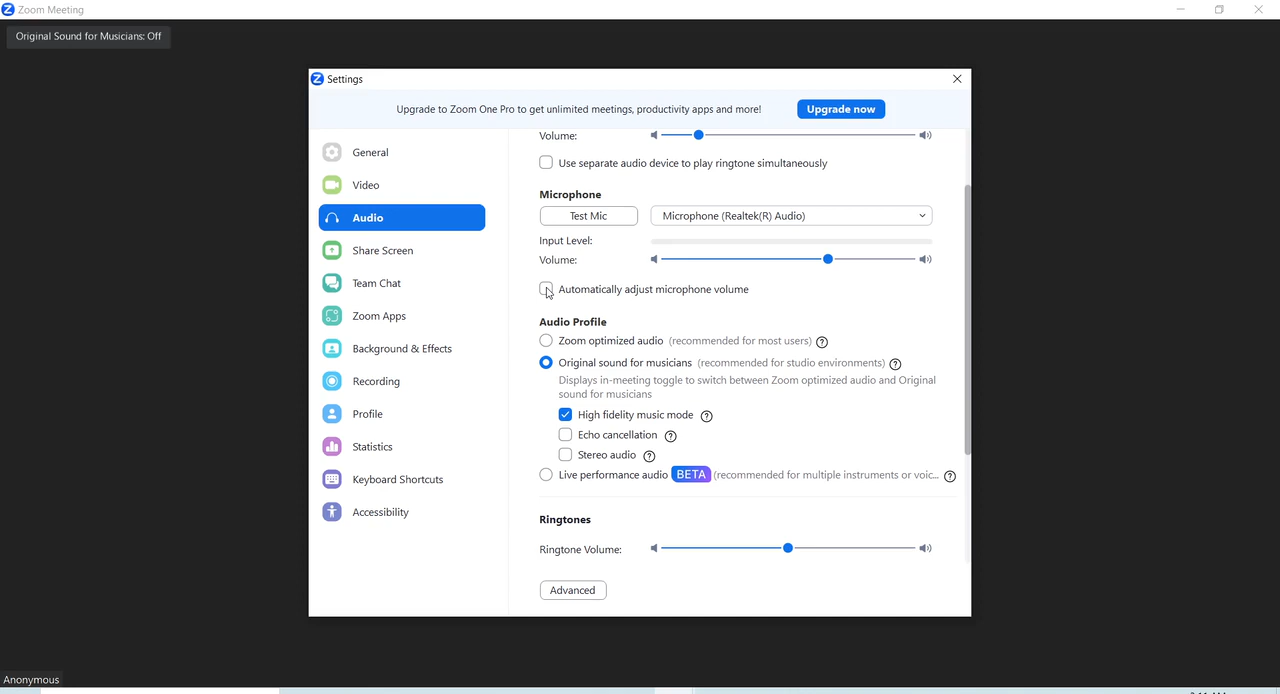 Zoom Meeting
Original Sound for Musicians: Off
Settings
Upgrade to Zoom One Pro to get unlimited meetings, productivity apps and more!
Upgrade now
General
Video
Audio
Share Screen
Team Chat
Zoom Apps
Background & Effects
Recording
Profile
Statistics
Keyboard Shortcuts
Accessibility
Volume:
Use separate audio device to play ringtone simultaneously
Microphone
Test Mic
Microphone (Realtek(R) Audio)
Input Level:
Volume:
Automatically adjust microphone volume
Audio Profile
Zoom optimized audio (recommended for most users)
Original sound for musicians (recommended for studio environments)
Displays in-meeting toggle to switch between Zoom optimized audio and Original
sound for musicians
High fidelity music mode
Echo cancellation
Stereo audio
Live performance audio BETA (recommended for multiple instruments or voic...
Ringtones
Ringtone Volume:
Advanced
Anonymous